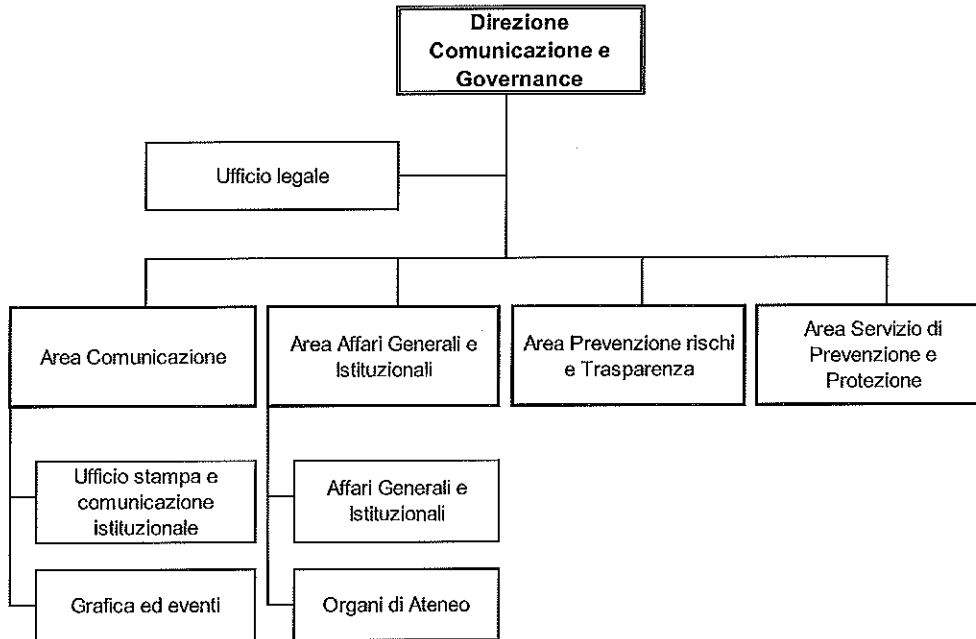 Direzione
Comunicazione e
Governance
Ufficio legale
Area Comunicazione
Area Affari Generali e
Istituzionali
Area Prevenzione rischi
e Trasparenza
Area Servizio di
Prevenzione e
Protezione
Ufficio stampa e
comunicazione
istituzionale
Affari Generali e
Istituzionali
Grafica ed eventi
Organi di Ateneo